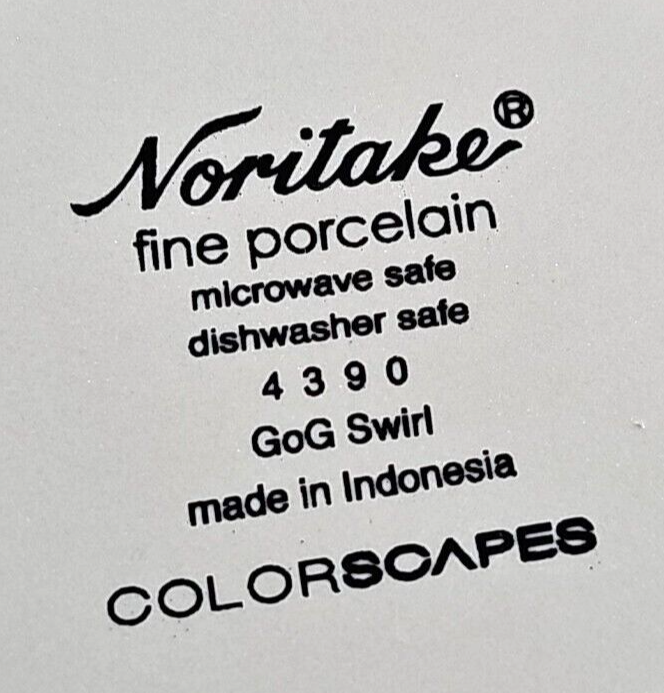 Noritake®
fine porcelain
microwave safe
dishwasher safe
4 3 9 0
GoG Swirl
made in Indonesia
COLORSCAPES